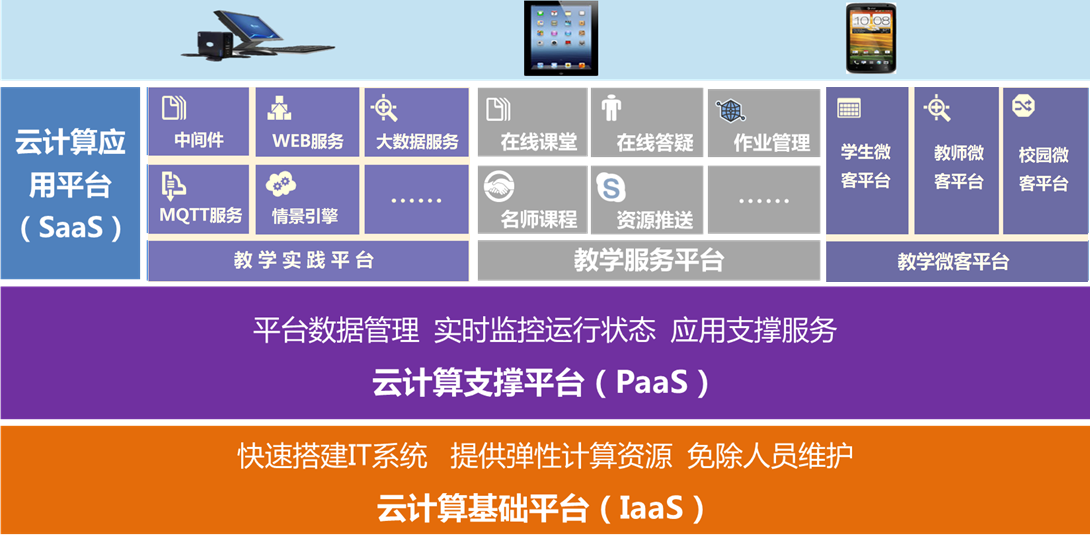 云计算应
用平台
（SaaS）
中间件
WEB服务
大数据服务
MQTT服务
情景引擎
……
教学实践平台
在线课堂
在线答疑
作业管理
名师课程
资源推送
……
教学服务平台
学生微
客平台
教师微
客平台
校园微
客平台
教学微客平台
平台数据管理 实时监控运行状态 应用支撑服务
云计算支撑平台（PaaS）
快速搭建IT系统 提供弹性计算资源 免除人员维护
云计算基础平台（IaaS）